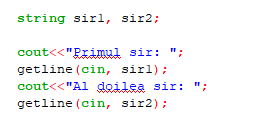 string sir1, sir2;
cout<<"Primul sir: ";
getline(cin, sir1);
cout<<"Al doilea sir: ";
getline(cin, sir2);